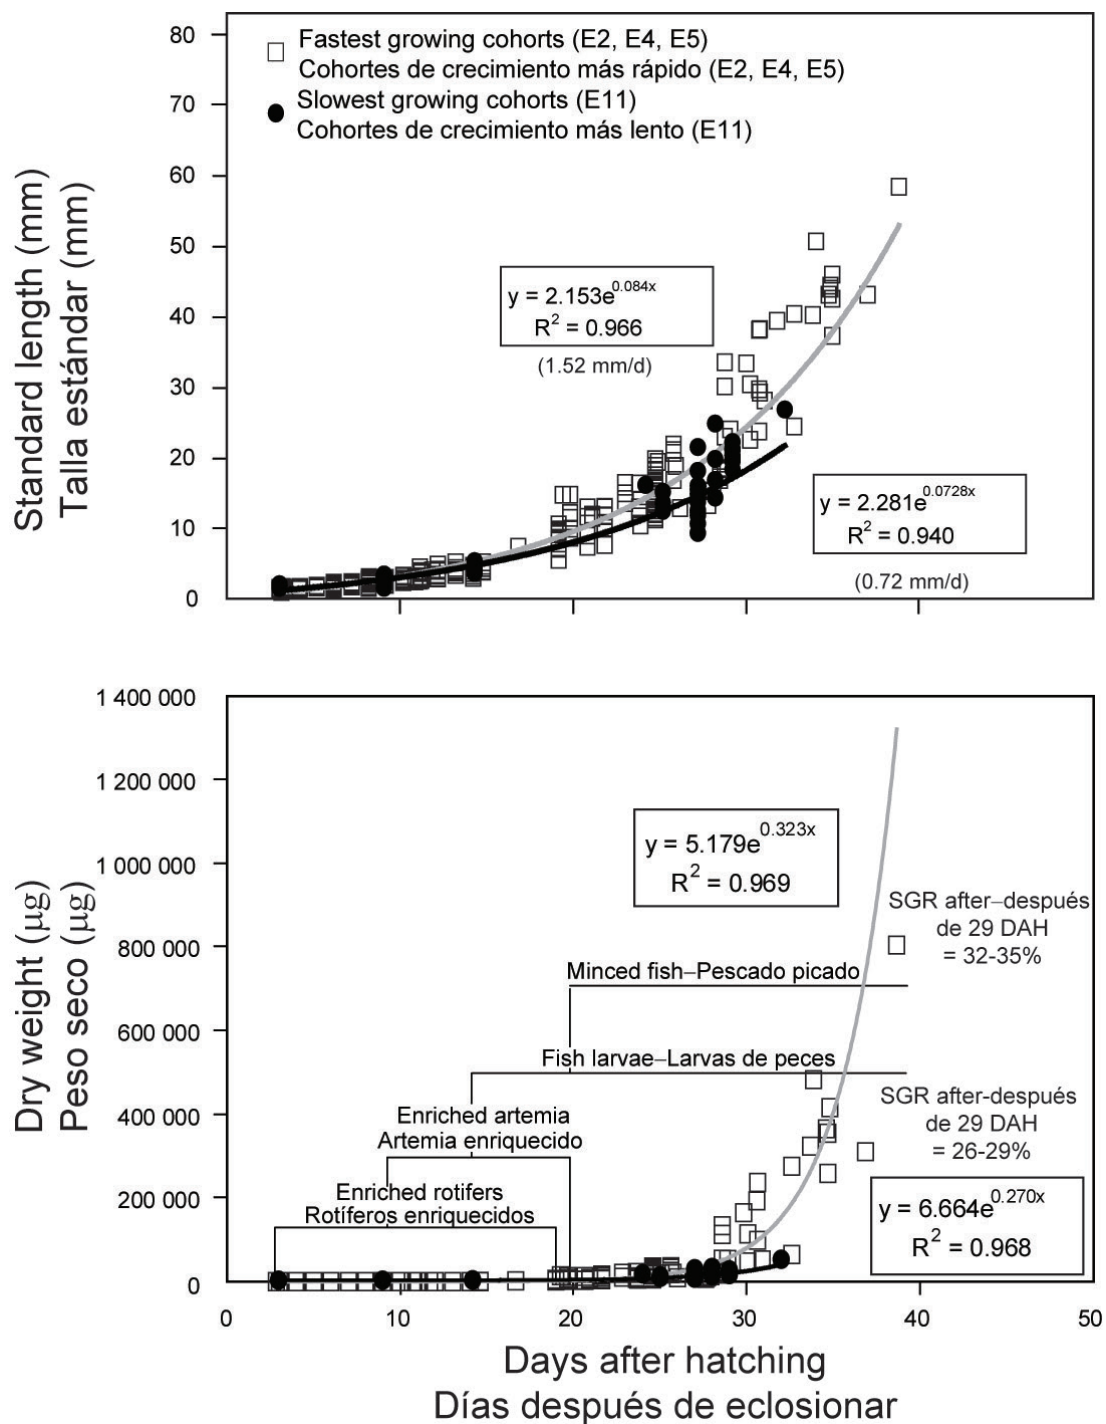 80
70
60
50
40
30
20
10
0
Standard length (mm)
Talla estándar (mm)
Fastest growing cohorts (E2, E4, E5)
Cohortes de crecimiento más rápido (E2, E4, E5)
Slowest growing cohorts (E11)
Cohortes de crecimiento más lento (E11)
y = 2.153e^0.084x
R² = 0.966
(1.52 mm/d)
y = 2.281e^0.0728x
R² = 0.940
(0.72 mm/d)
1 400 000
1 200 000
1 000 000
800 000
600 000
400 000
200 000
0
Dry weight (µg)
Peso seco (µg)
y = 5.179e^0.323x
R² = 0.969
SGR after–después
de 29 DAH
= 32-35%
Minced fish–Pescado picado
Fish larvae–Larvas de peces
Enriched artemia
Artemia enriquecido
Enriched rotifers
Rotíferos enriquecidos
SGR after-después
de 29 DAH
= 26-29%
y = 6.664e^0.270x
R² = 0.968
0 10 20 30 40 50
Days after hatching
Días después de eclosionar